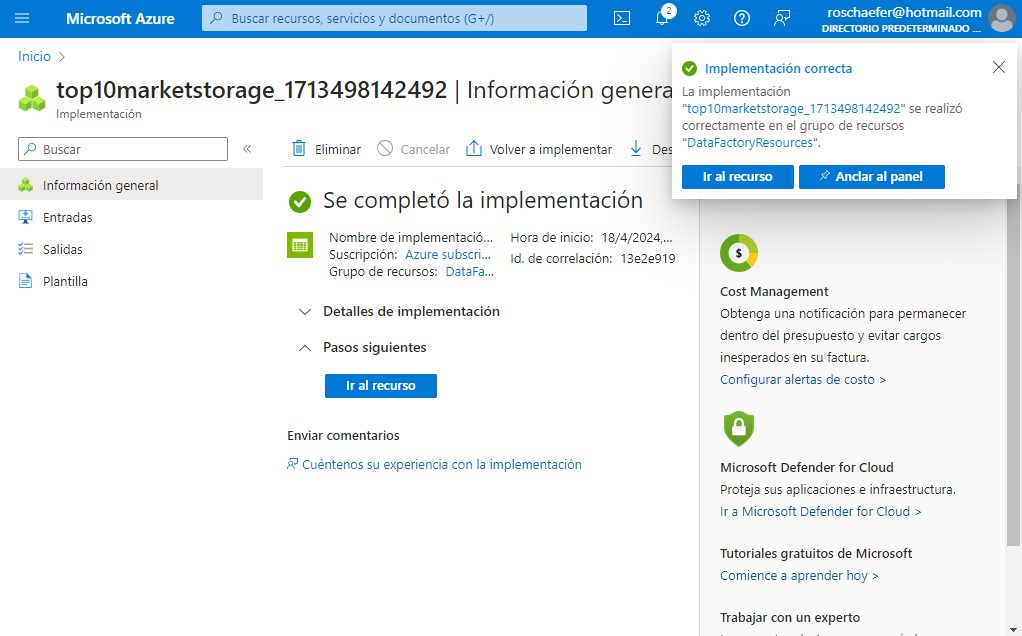 Microsoft Azure
Buscar recursos, servicios y documentos (G+/)
2
roschaefer@hotmail.com
DIRECTORIO PREDETERMINADO ...
Inicio >
top10marketstorage_1713498142492 | Información genera
Implementación
Buscar
«
Información general
Entradas
Salidas
Plantilla
Eliminar
Cancelar
Volver a implementar
Des
Se completó la implementación
Nombre de implementació...
Suscripción: Azure subscri...
Grupo de recursos: DataFa...
Hora de inicio: 18/4/2024,...
Id. de correlación: 13e2e919
Detalles de implementación
Pasos siguientes
Ir al recurso
Enviar comentarios
Cuéntenos su experiencia con la implementación
Implementación correcta
La implementación
"top10marketstorage_1713498142492" se realizó
correctamente en el grupo de recursos
"DataFactoryResources".
Ir al recurso
Anclar al panel
$
Cost Management
Obtenga una notificación para permanecer
dentro del presupuesto y evitar cargos
inesperados en su factura.
Configurar alertas de costo >
Microsoft Defender for Cloud
Proteja sus aplicaciones e infraestructura.
Ir a Microsoft Defender for Cloud >
Tutoriales gratuitos de Microsoft
Comience a aprender hoy >
Trabajar con un experto